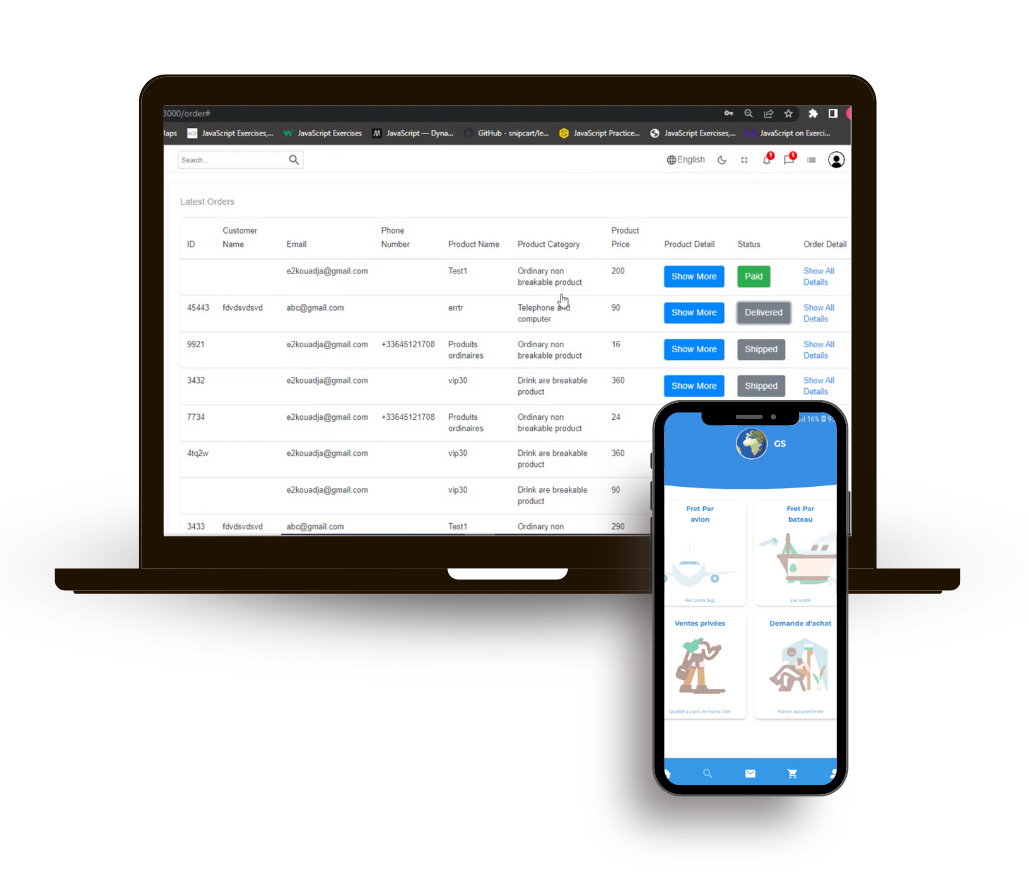 3000/order#
laps JavaScript Exercises,... JavaScript Exercises JavaScript — Dyna... GitHub - snipcart/le... JavaScript Practice... JavaScript Exercises,... JavaScript on Exerci...
Search... English 1 1
Latest Orders
ID Customer Name Email Phone Number Product Name Product Category Product Price Product Detail Status Order Detail
e2kouadja@gmail.com Test1 Ordinary non 200 Show More Paid Show All
breakable product Details
45443 fdvdsvdsvd abc@gmail.com errtr Telephone and 90 Show More Delivered Show All
computer Details
9921 e2kouadja@gmail.com +33645121708 Produits Ordinary non 16 Show More Shipped Show All
ordinaires breakable product Details
3432 e2kouadja@gmail.com vip30 Drink are breakable 360 Show More Shipped Show All
product Details
7734 e2kouadja@gmail.com +33645121708 Produits Ordinary non 24
ordinaires breakable product
4tq2w e2kouadja@gmail.com vip30 Drink are breakable 360
product
e2kouadja@gmail.com vip30 Drink are breakable 90
product
3433 fdvdsvdsvd abc@gmail.com Test1 Ordinary non 290
16%
GS
Fret Par
avion
Fret Par
bateau
Par poids (kg)
par unité
Ventes privées
Demande d'achat
Qualité au prix le moins cher